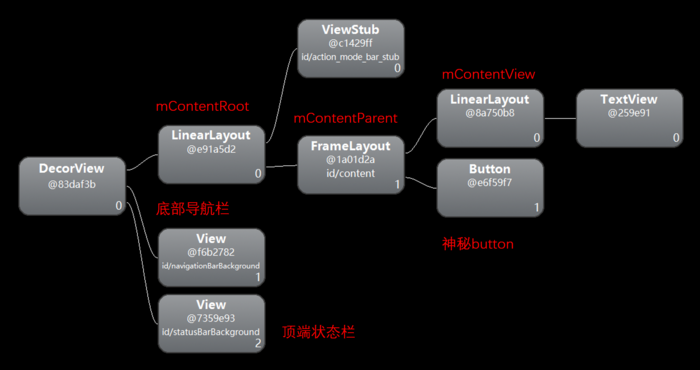 ViewStub
@c1429ff
id/action_mode_bar_stub
0
mContentRoot
LinearLayout
@e91a5d2
0
mContentParent
FrameLayout
@1a01d2a
id/content
1
mContentView
LinearLayout
@8a750b8
0
TextView
@259e91
0
DecorView
@83daf3b
0
Button
@e6f59f7
1
底部导航栏
View
@f6b2782
id/navigationBarBackground
1
神秘button
View
@7359e93
id/statusBarBackground
2
顶端状态栏